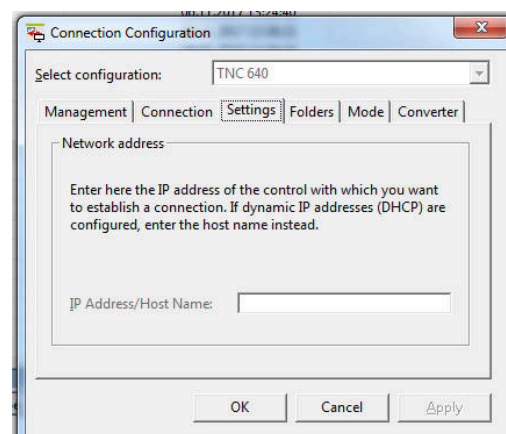 Connection Configuration
Select configuration: TNC 640
Management Connection Settings Folders Mode Converter
Network address
Enter here the IP address of the control with which you want
to establish a connection. If dynamic IP addresses (DHCP) are
configured, enter the host name instead.
IP Address/Host Name:
OK Cancel Apply